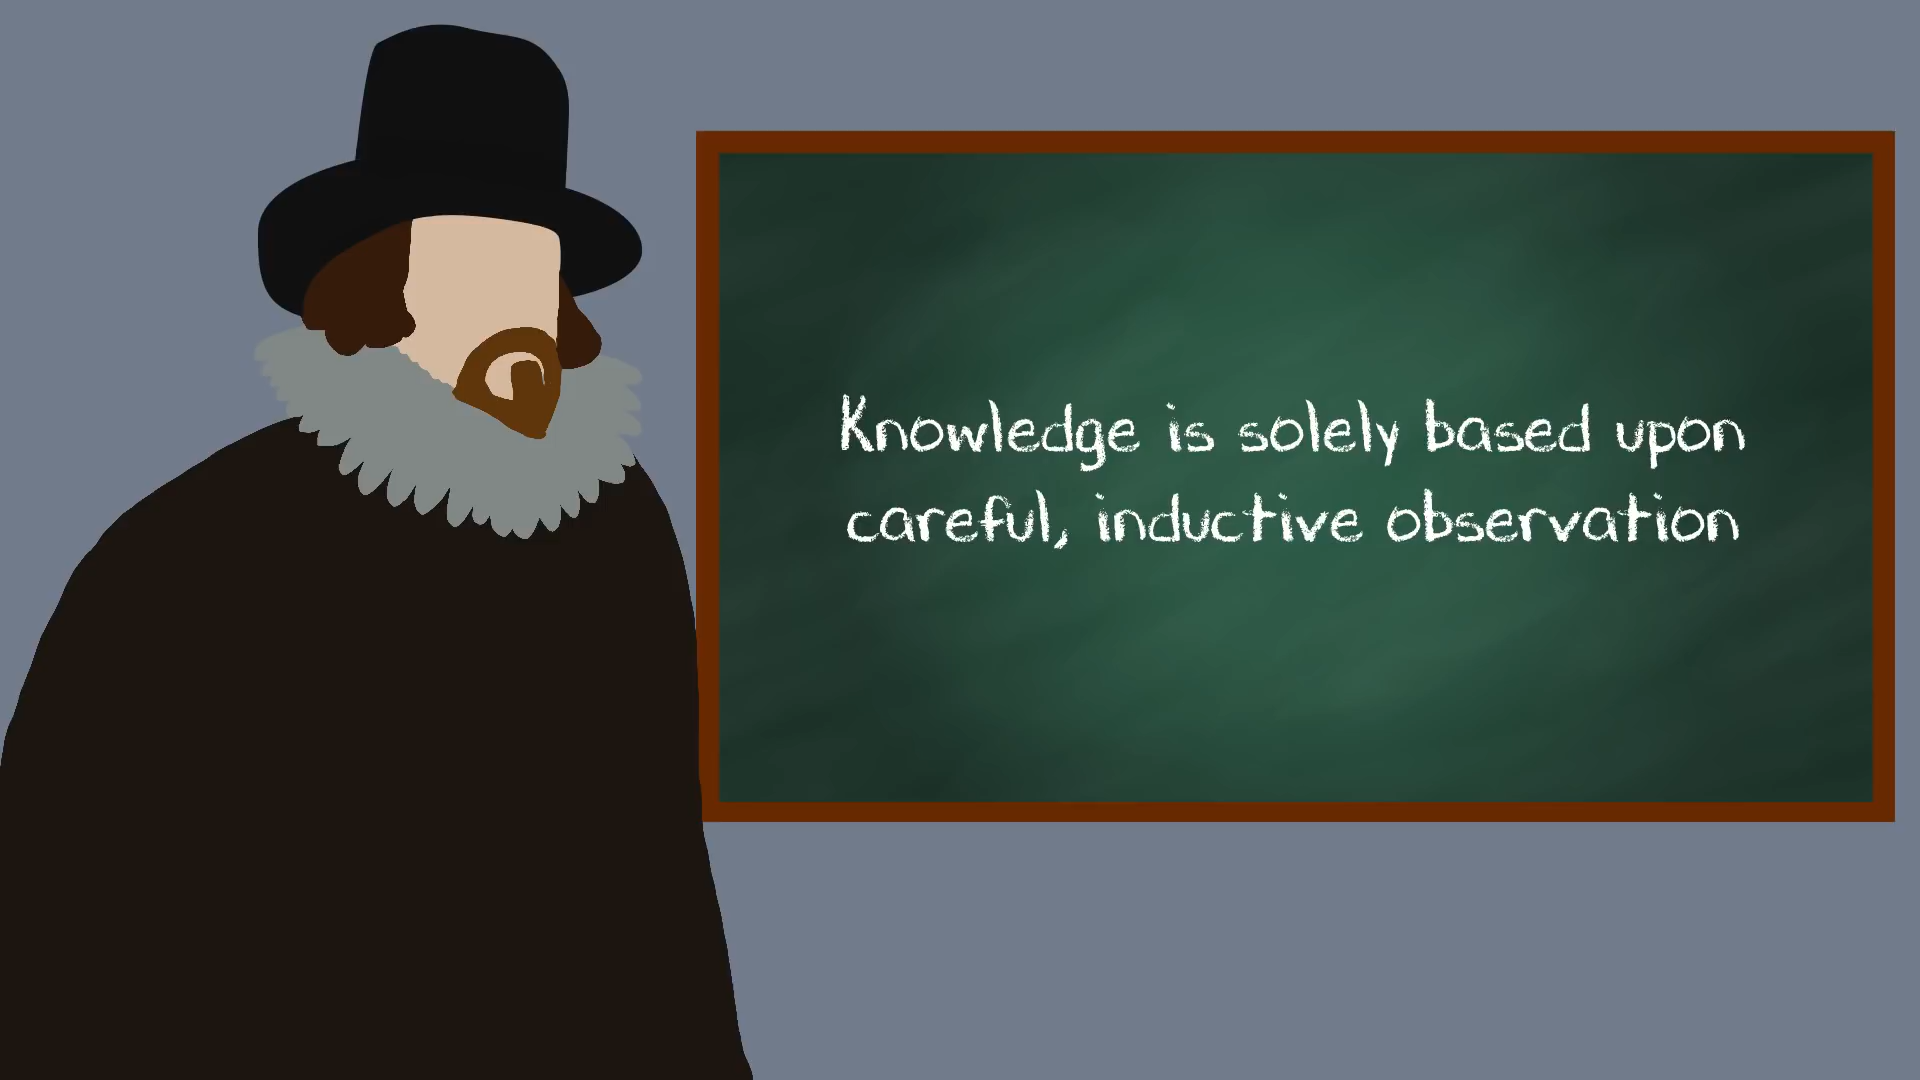 Knowledge is solely based upon
careful, inductive observation